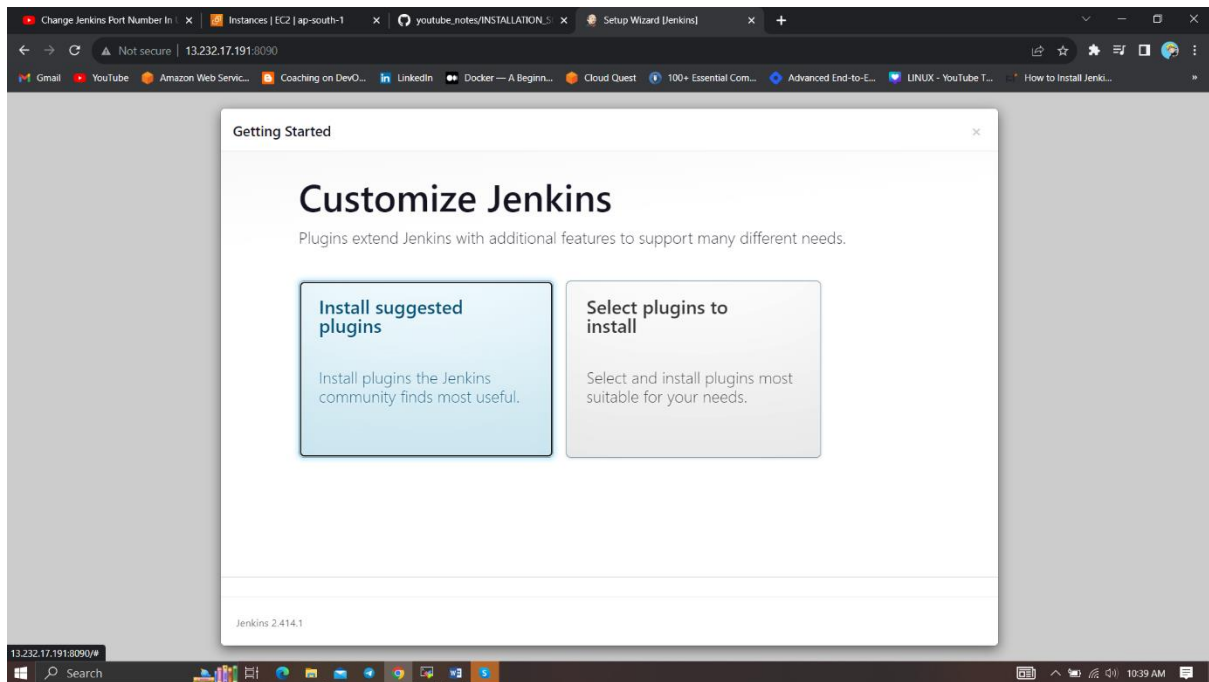 Change Jenkins Port Number In
Instances | EC2 | ap-south-1
youtube_notes/INSTALLATION_S
Setup Wizard [Jenkins]
Not secure | 13.232.17.191:8090
Gmail
YouTube
Amazon Web Servic...
Coaching on DevO...
LinkedIn
Docker — A Beginn...
Cloud Quest
100+ Essential Com...
Advanced End-to-E...
LINUX - YouTube T...
How to Install Jenki...
Getting Started
Customize Jenkins
Plugins extend Jenkins with additional features to support many different needs.
Install suggested
plugins
Install plugins the Jenkins
community finds most useful.
Select plugins to
install
Select and install plugins most
suitable for your needs.
Jenkins 2.414.1
13.232.17.191:8090/#
Search
10:39 AM